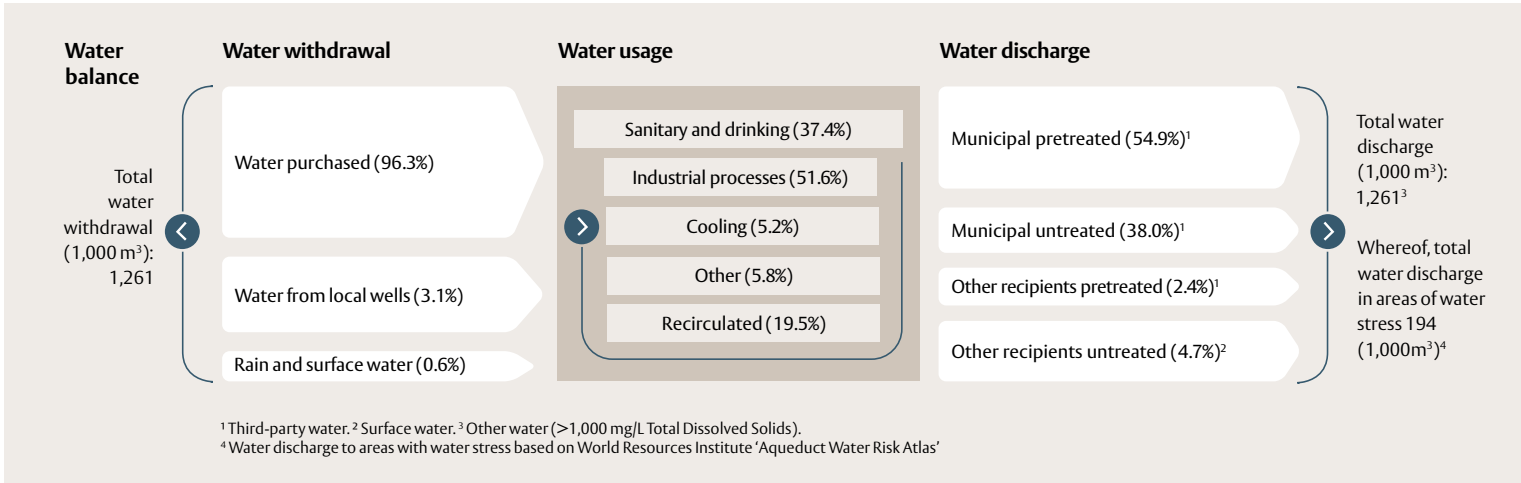 Water
balance
Total
water
withdrawal
(1,000 m³):
1,261
Water withdrawal
Water purchased (96.3%)
Water from local wells (3.1%)
Rain and surface water (0.6%)
Water usage
Sanitary and drinking (37.4%)
Industrial processes (51.6%)
Cooling (5.2%)
Other (5.8%)
Recirculated (19.5%)
Water discharge
Municipal pretreated (54.9%)¹
Municipal untreated (38.0%)¹
Other recipients pretreated (2.4%)¹
Other recipients untreated (4.7%)²
Total water
discharge
(1,000 m³):
1,261³
Whereof, total
water discharge
in areas of water
stress 194
(1,000m³)⁴
¹ Third-party water. ² Surface water. ³ Other water (>1,000 mg/L Total Dissolved Solids).
⁴ Water discharge to areas with water stress based on World Resources Institute ‘Aqueduct Water Risk Atlas’